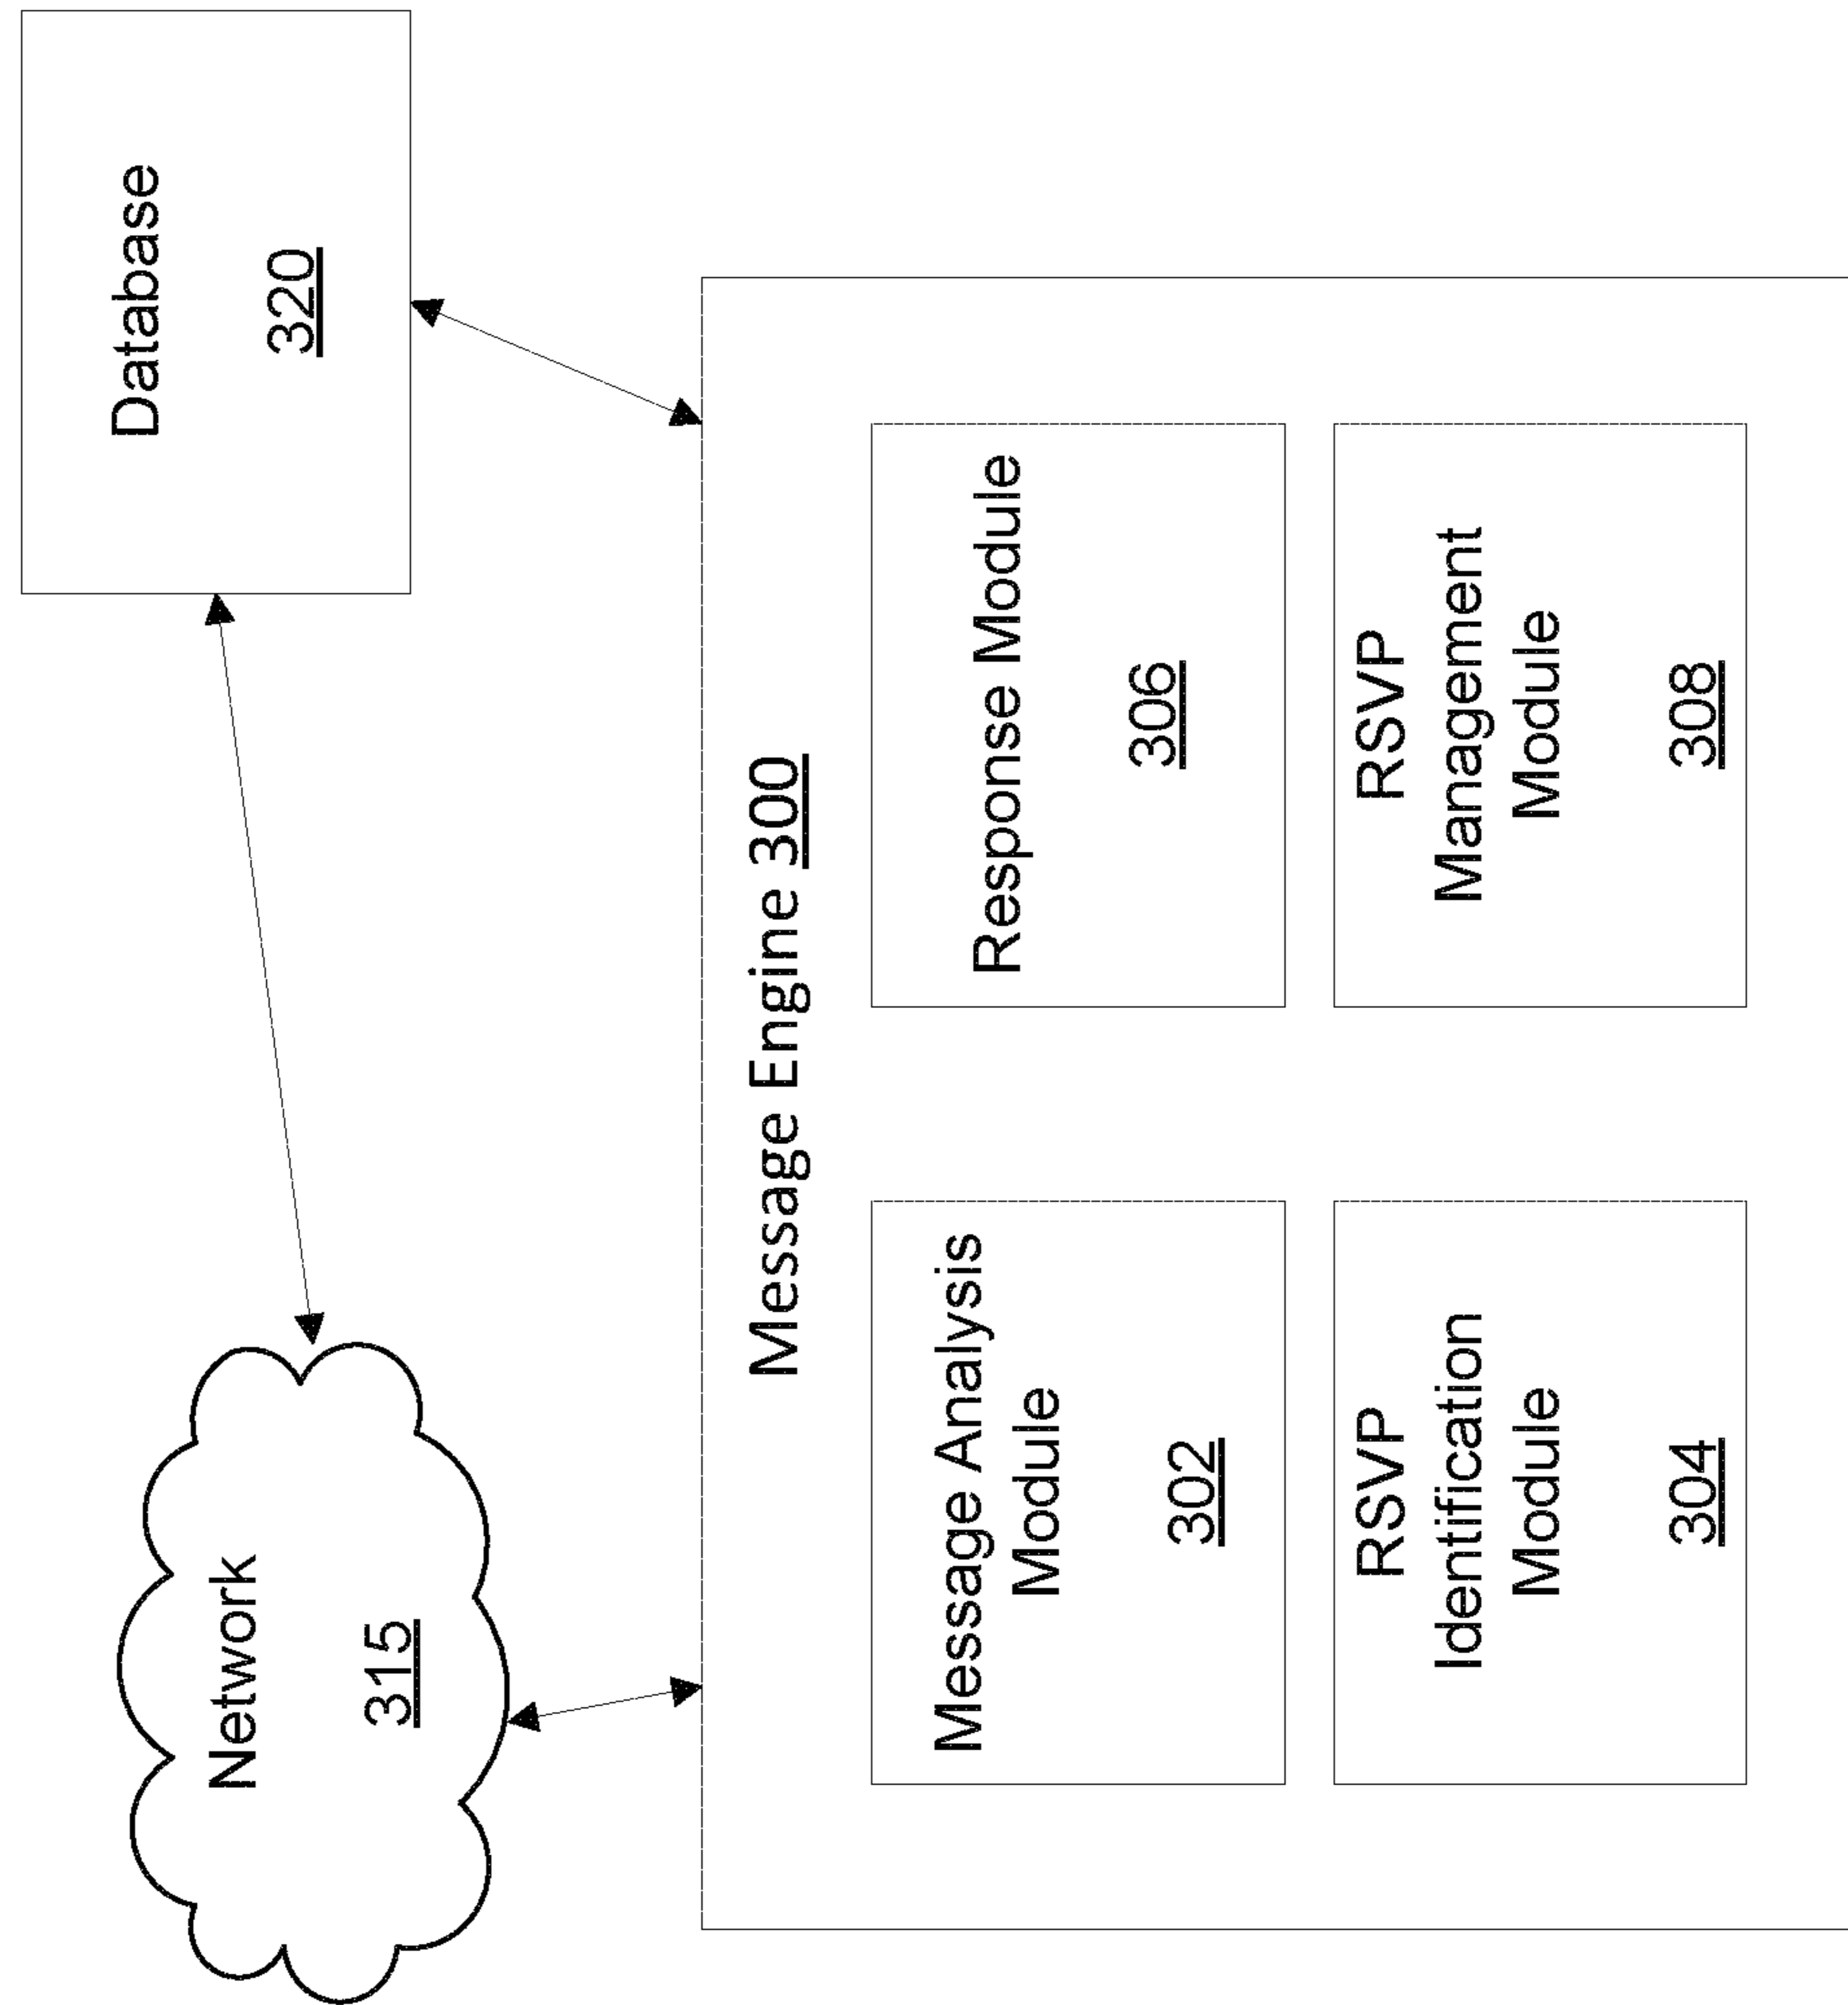 Network
315
Database
320
Message Engine 300
Message Analysis
Module
302
Response Module
306
RSVP
Identification
Module
304
RSVP
Management
Module
308